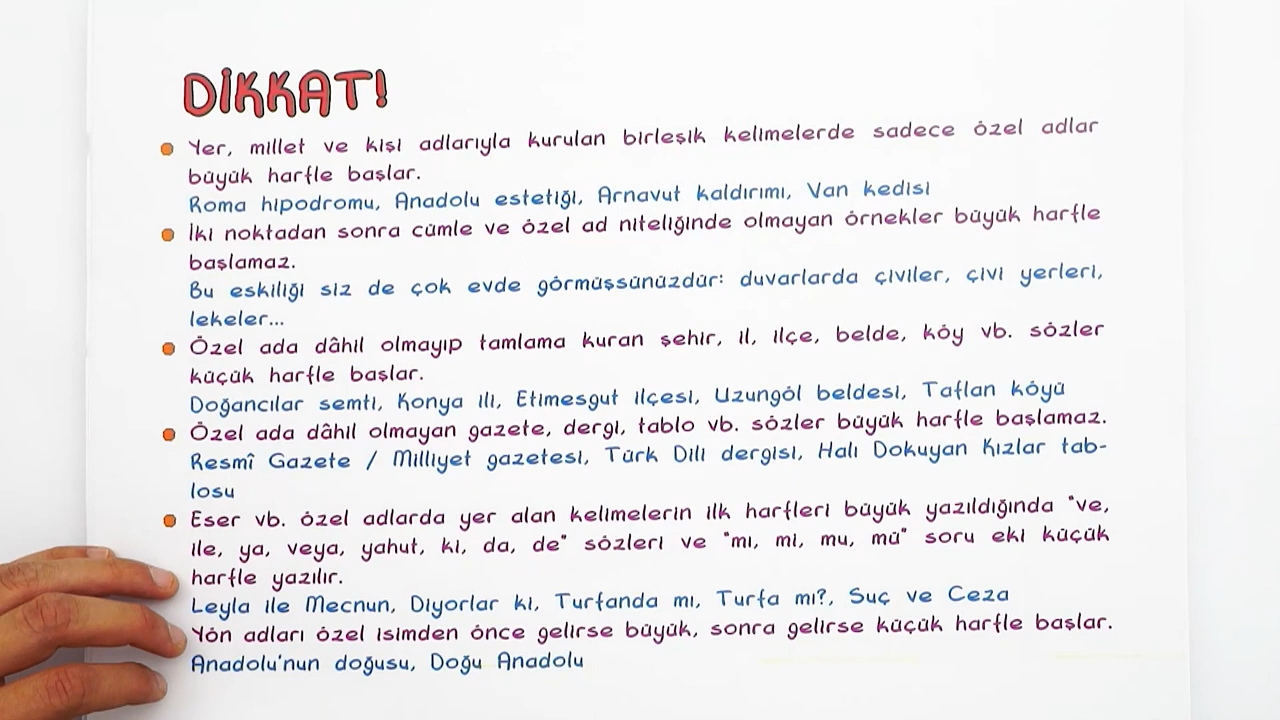 DİKKAT!
Yer, millet ve kişi adlarıyla kurulan birleşik kelimelerde sadece özel adlar
büyük harfle başlar.
Roma hipodromu, Anadolu estetiği, Arnavut kaldırımı, Van kedisi
İki noktadan sonra cümle ve özel ad niteliğinde olmayan örnekler büyük harfle
başlamaz.
Bu eskiliği siz de çok evde görmüşsünüzdür: duvarlarda çiviler, çivi yerleri,
lekeler...
Özel ada dâhil olmayıp tamlama kuran şehir, il, ilçe, belde, köy vb. sözler
küçük harfle başlar.
Doğancılar semti, Konya ili, Etimesgut ilçesi, Uzungöl beldesi, Taflan köyü
Özel ada dâhil olmayan gazete, dergi, tablo vb. sözler büyük harfle başlamaz.
Resmî Gazete / Milliyet gazetesi, Türk Dili dergisi, Halı Dokuyan Kızlar tab-
losu
Eser vb. özel adlarda yer alan kelimelerin ilk harfleri büyük yazıldığında "ve,
ile, ya, veya, yahut, ki, da, de" sözleri ve "mı, mi, mu, mü" soru eki küçük
harfle yazılır.
Leyla ile Mecnun, Diyorlar ki, Turfanda mı, Turfa mı?, Suç ve Ceza
Yön adları özel isimden önce gelirse büyük, sonra gelirse küçük harfle başlar.
Anadolu'nun doğusu, Doğu Anadolu